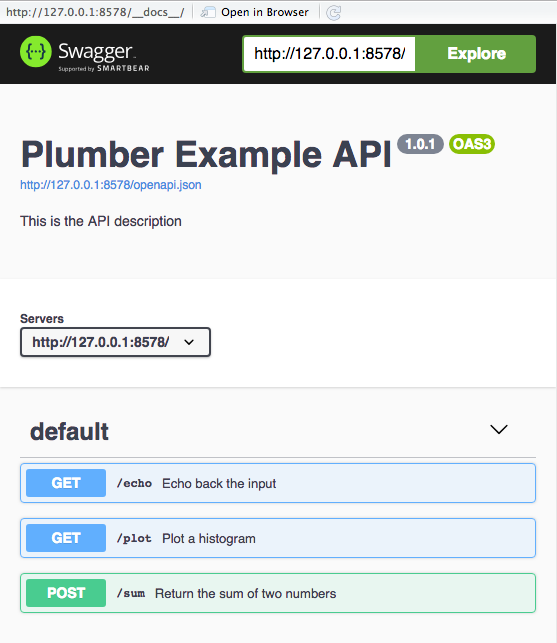 http://127.0.0.1:8578/__docs__/ Open in Browser
{···} Swagger
Supported by SMARTBEAR
http://127.0.0.1:8578/ Explore
Plumber Example API 1.0.1 OAS3
http://127.0.0.1:8578/openapi.json
This is the API description
Servers
http://127.0.0.1:8578/
default
GET /echo Echo back the input
GET /plot Plot a histogram
POST /sum Return the sum of two numbers